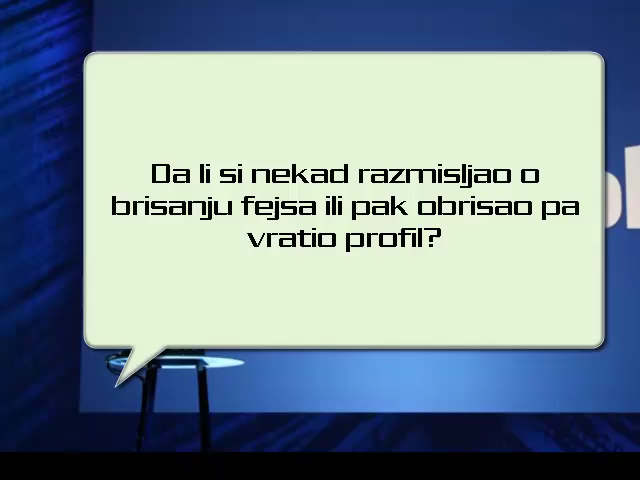 Da li si nekad razmisljao o
brisanju fejsa ili pak obrisao pa
vratio profil?